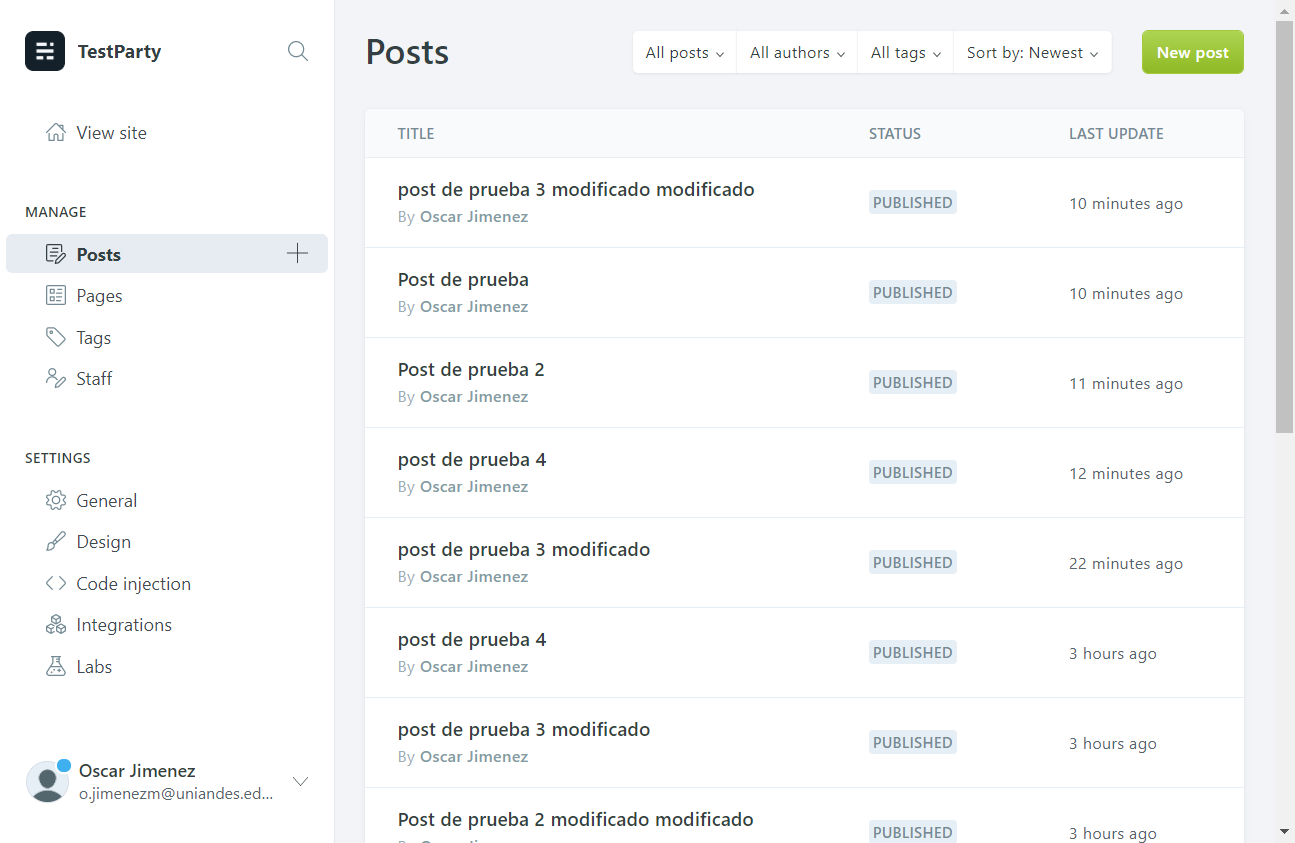 TestParty
View site
MANAGE
Posts
Pages
Tags
Staff
SETTINGS
General
Design
Code injection
Integrations
Labs
Oscar Jimenez
o.jimenezm@uniandes.ed...
Posts
All posts
All authors
All tags
Sort by: Newest
New post
TITLE STATUS LAST UPDATE
post de prueba 3 modificado modificado
By Oscar Jimenez
PUBLISHED
10 minutes ago
Post de prueba
By Oscar Jimenez
PUBLISHED
10 minutes ago
Post de prueba 2
By Oscar Jimenez
PUBLISHED
11 minutes ago
post de prueba 4
By Oscar Jimenez
PUBLISHED
12 minutes ago
post de prueba 3 modificado
By Oscar Jimenez
PUBLISHED
22 minutes ago
post de prueba 4
By Oscar Jimenez
PUBLISHED
3 hours ago
post de prueba 3 modificado
By Oscar Jimenez
PUBLISHED
3 hours ago
Post de prueba 2 modificado modificado
PUBLISHED
3 hours ago